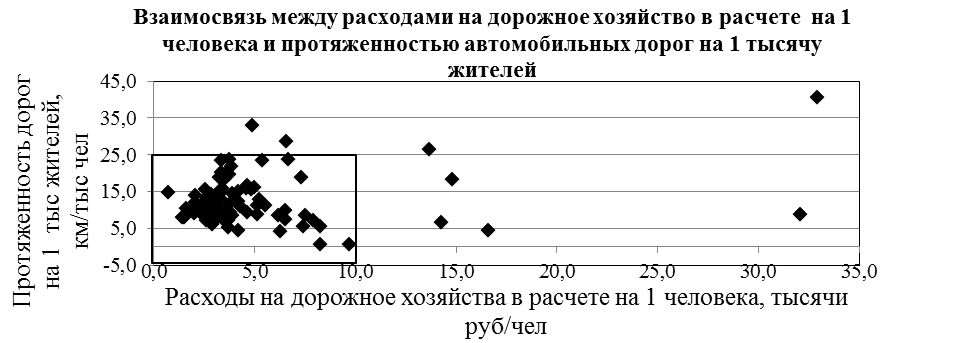 Взаимосвязь между расходами на дорожное хозяйство в расчете на 1
человека и протяженностью автомобильных дорог на 1 тысячу
жителей
Протяженность дорог
на 1 тыс жителей,
км/тыс чел
45,0
35,0
25,0
15,0
5,0
-5,0
0,0 5,0 10,0 15,0 20,0 25,0 30,0 35,0
Расходы на дорожное хозяйства в расчете на 1 человека, тысячи
руб/чел